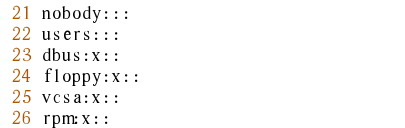 21 nobody:::
22 users:::
23 dbus:x::
24 floppy:x::
25 vcsa:x::
26 rpm:x::